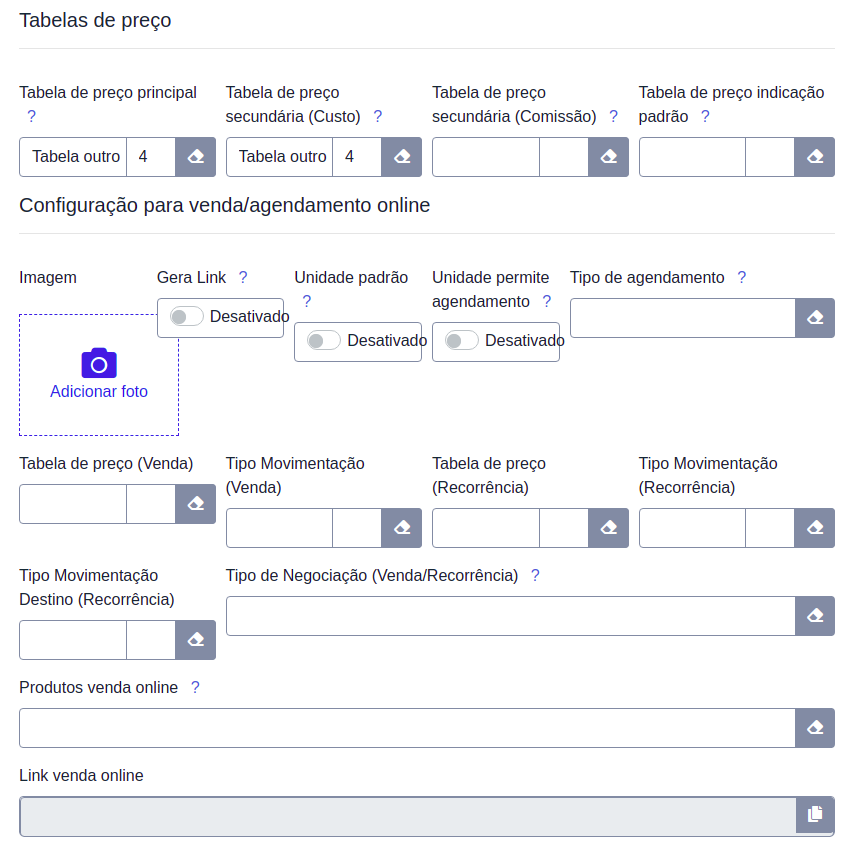 Tabelas de preço
Tabela de preço principal
?
Tabela de preço
secundária (Custo) ?
Tabela de preço
secundária (Comissão) ?
Tabela de preço indicação
padrão ?
Tabela outro 4
Tabela outro 4
Configuração para venda/agendamento online
Imagem
Gera Link ?
Unidade padrão
?
Unidade permite
agendamento ?
Tipo de agendamento ?
Desativado
Desativado
Desativado
Adicionar foto
Tabela de preço (Venda)
Tipo Movimentação
(Venda)
Tabela de preço
(Recorrência)
Tipo Movimentação
(Recorrência)
Tipo Movimentação
Destino (Recorrência)
Tipo de Negociação (Venda/Recorrência) ?
Produtos venda online ?
Link venda online